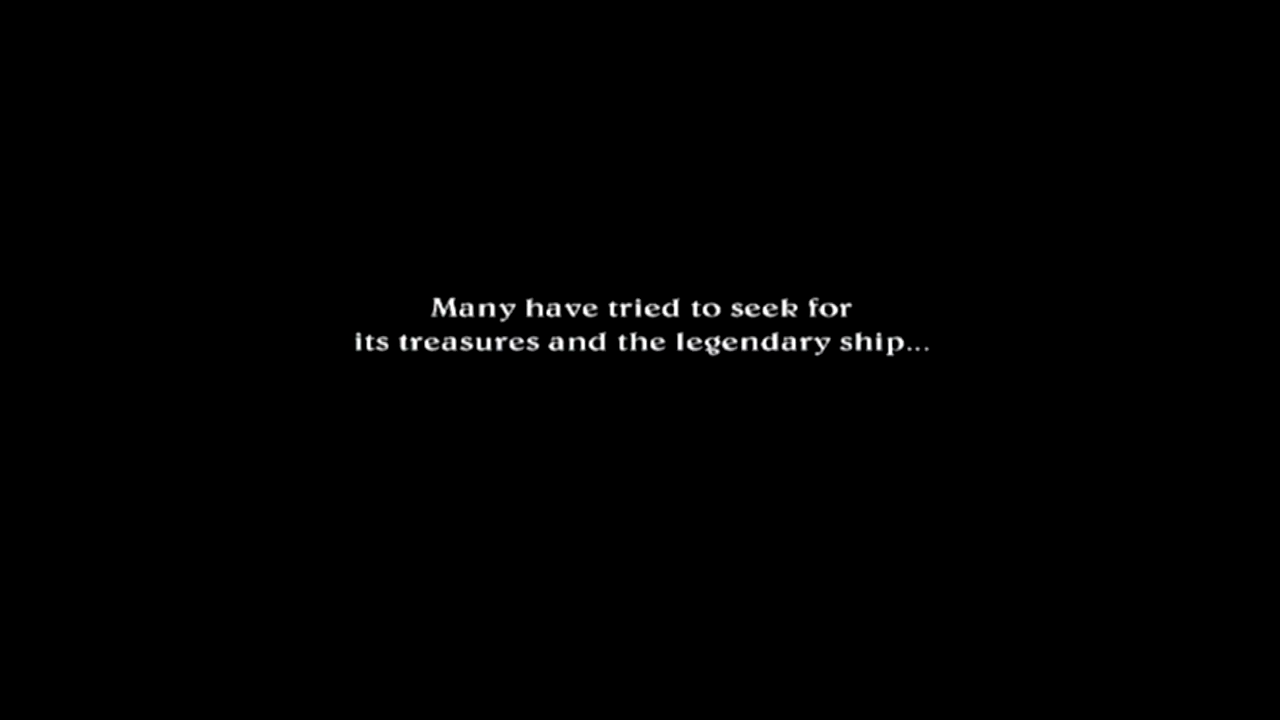 Many have tried to seek for
its treasures and the legendary ship...